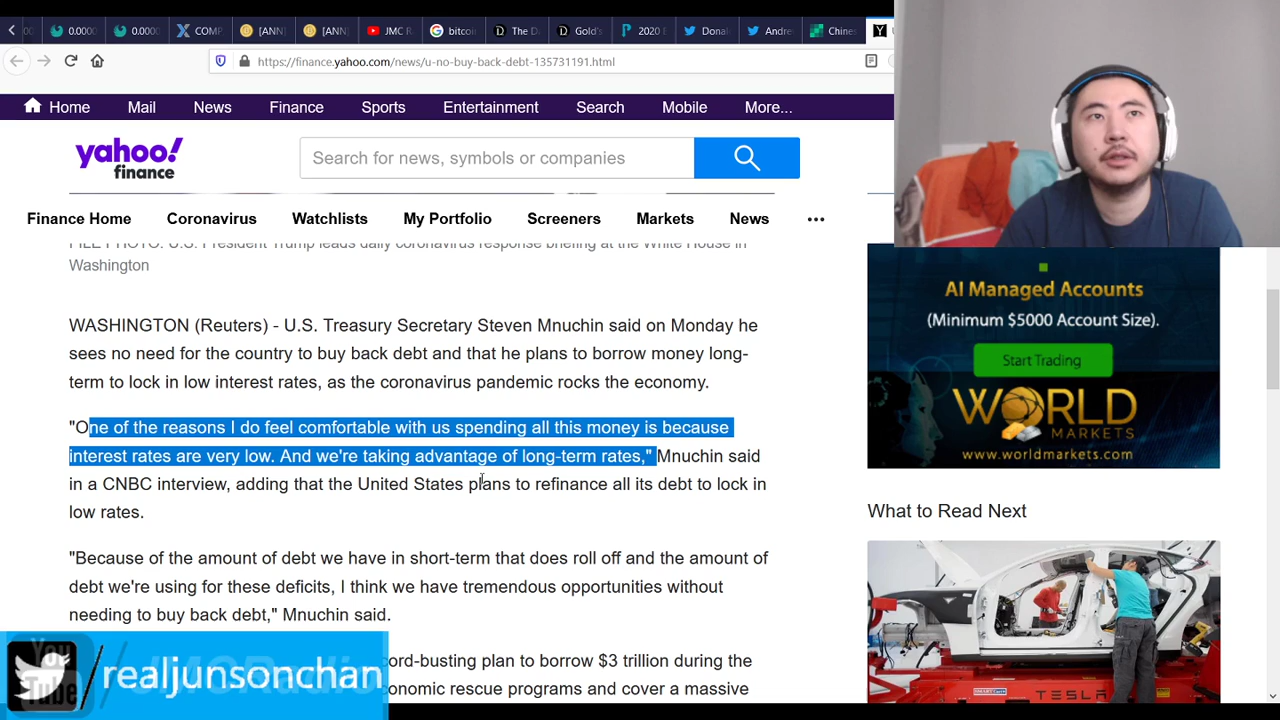 0.0000
0.0000
COMP
[ANN]
[ANN]
JMC R
bitcoin
The D
Gold's
2020 E
Donal
Andre
Chines
https://finance.yahoo.com/news/u-no-buy-back-debt-135731191.html
Home Mail News Finance Sports Entertainment Search Mobile More...
yahoo!
finance
Search for news, symbols or companies
Finance Home Coronavirus Watchlists My Portfolio Screeners Markets News
FILE PHOTO: U.S. President Trump leads daily coronavirus response briefing at the White House in
Washington
WASHINGTON (Reuters) - U.S. Treasury Secretary Steven Mnuchin said on Monday he
sees no need for the country to buy back debt and that he plans to borrow money long-
term to lock in low interest rates, as the coronavirus pandemic rocks the economy.
"One of the reasons I do feel comfortable with us spending all this money is because
interest rates are very low. And we're taking advantage of long-term rates," Mnuchin said
in a CNBC interview, adding that the United States plans to refinance all its debt to lock in
low rates.
"Because of the amount of debt we have in short-term that does roll off and the amount of
debt we're using for these deficits, I think we have tremendous opportunities without
needing to buy back debt," Mnuchin said.
ord-busting plan to borrow $3 trillion during the
onomic rescue programs and cover a massive
You
Tube
/realjunsonchan
AI Managed Accounts
(Minimum $5000 Account Size).
Start Trading
WORLD
MARKETS
www.worldmarkets.com
What to Read Next
TESLA